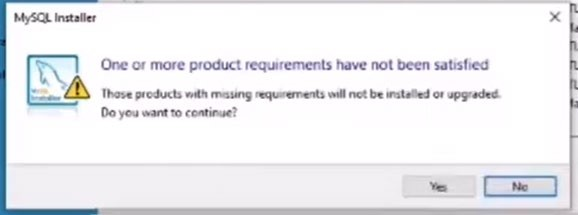 MySQL Installer
One or more product requirements have not been satisfied
Those products with missing requirements will not be installed or upgraded.
Do you want to continue?
Yes
No